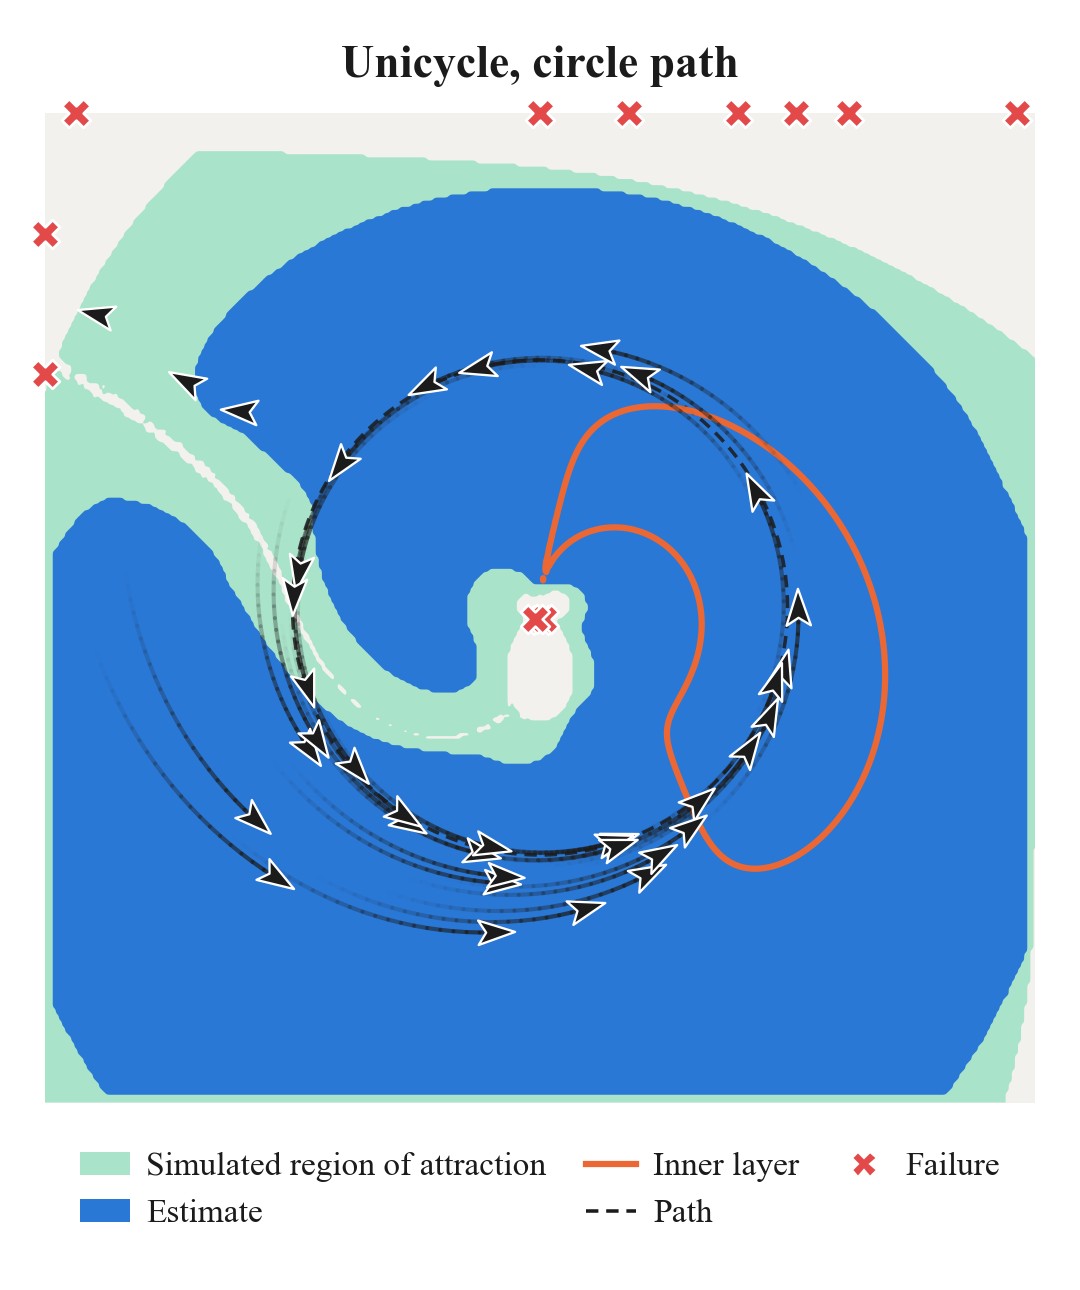 Unicycle, circle path
Simulated region of attraction
Inner layer
Failure
Estimate
Path